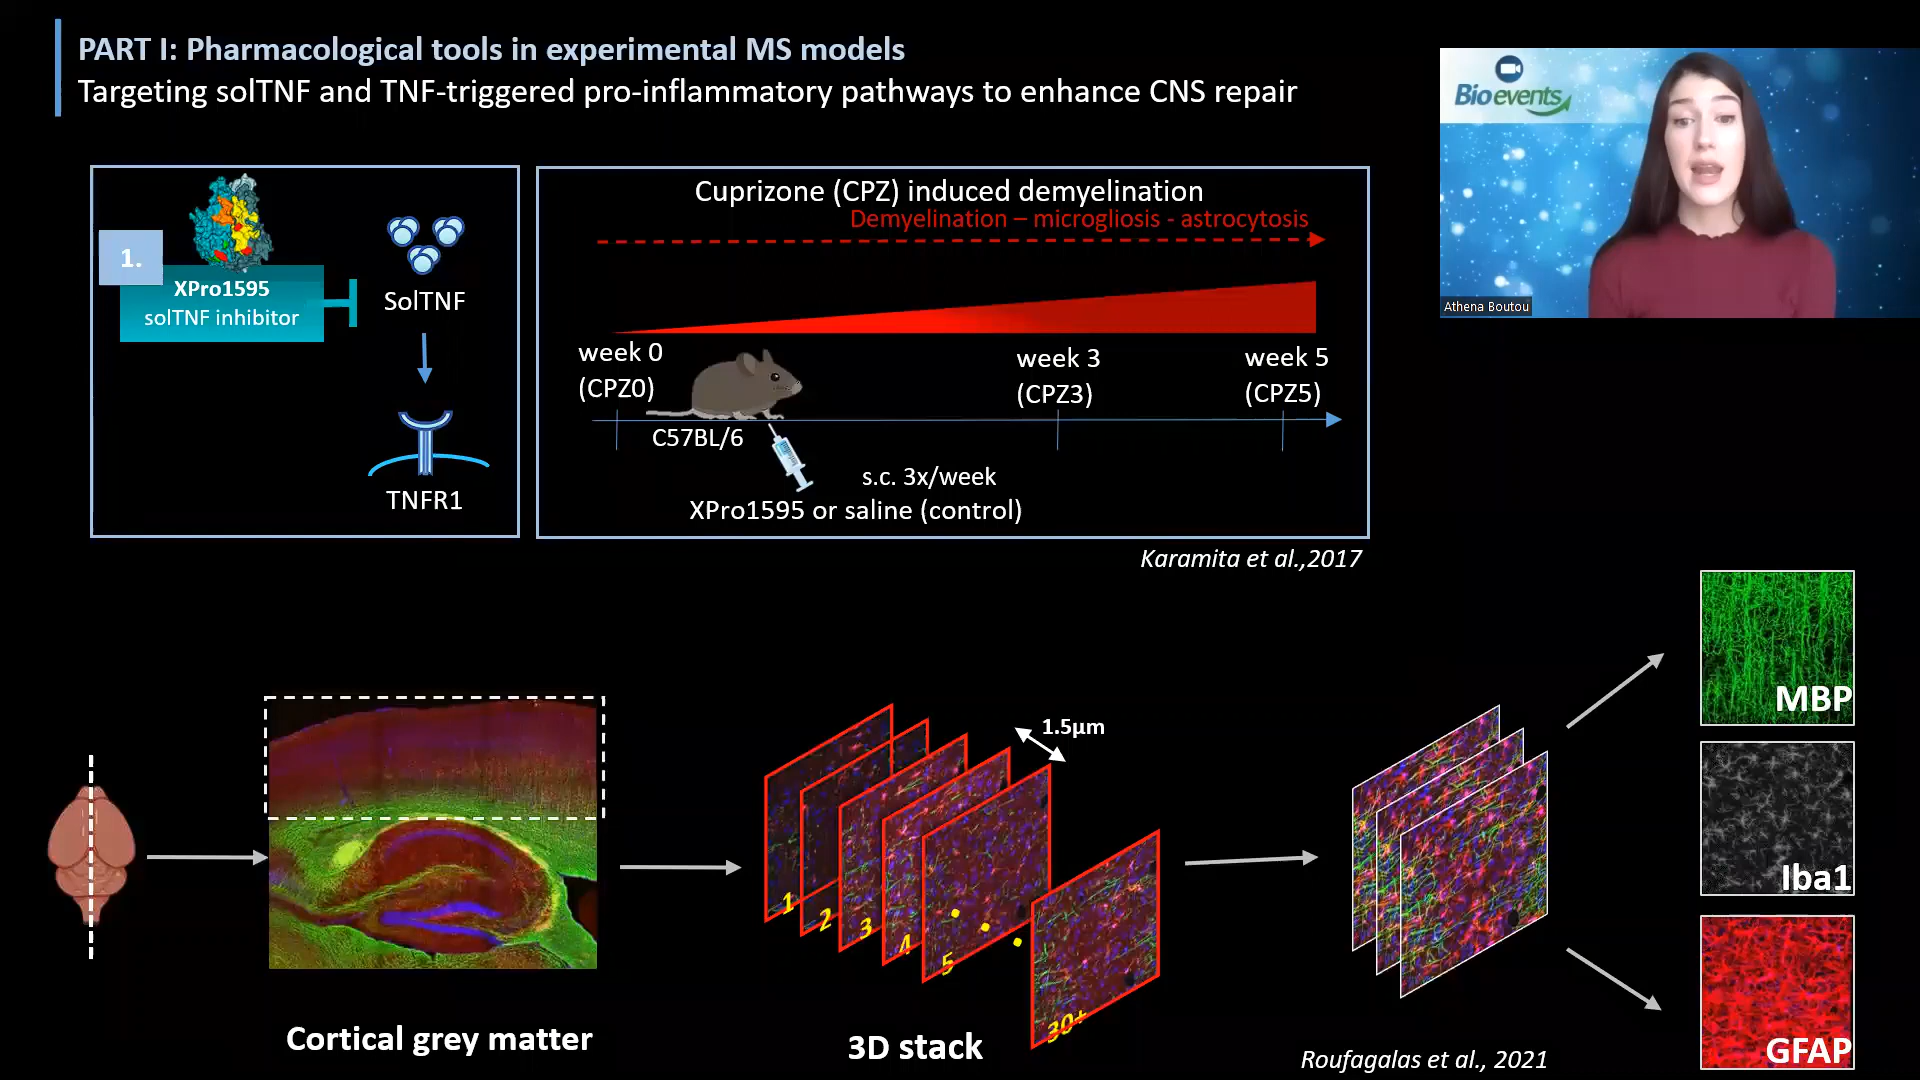 PART I: Pharmacological tools in experimental MS models
Targeting solTNF and TNF-triggered pro-inflammatory pathways to enhance CNS repair
Bioevents
Athena Boutou
1.
XPro1595
solTNF inhibitor
SolTNF
TNFR1
Cuprizone (CPZ) induced demyelination
Demyelination – microgliosis - astrocytosis
week 0
(CPZ0)
week 3
(CPZ3)
week 5
(CPZ5)
C57BL/6
s.c. 3x/week
XPro1595 or saline (control)
Karamita et al.,2017
1.5µm
1
2
3
4
5
30+
MBP
Iba1
GFAP
Cortical grey matter
3D stack
Roufagalas et al., 2021